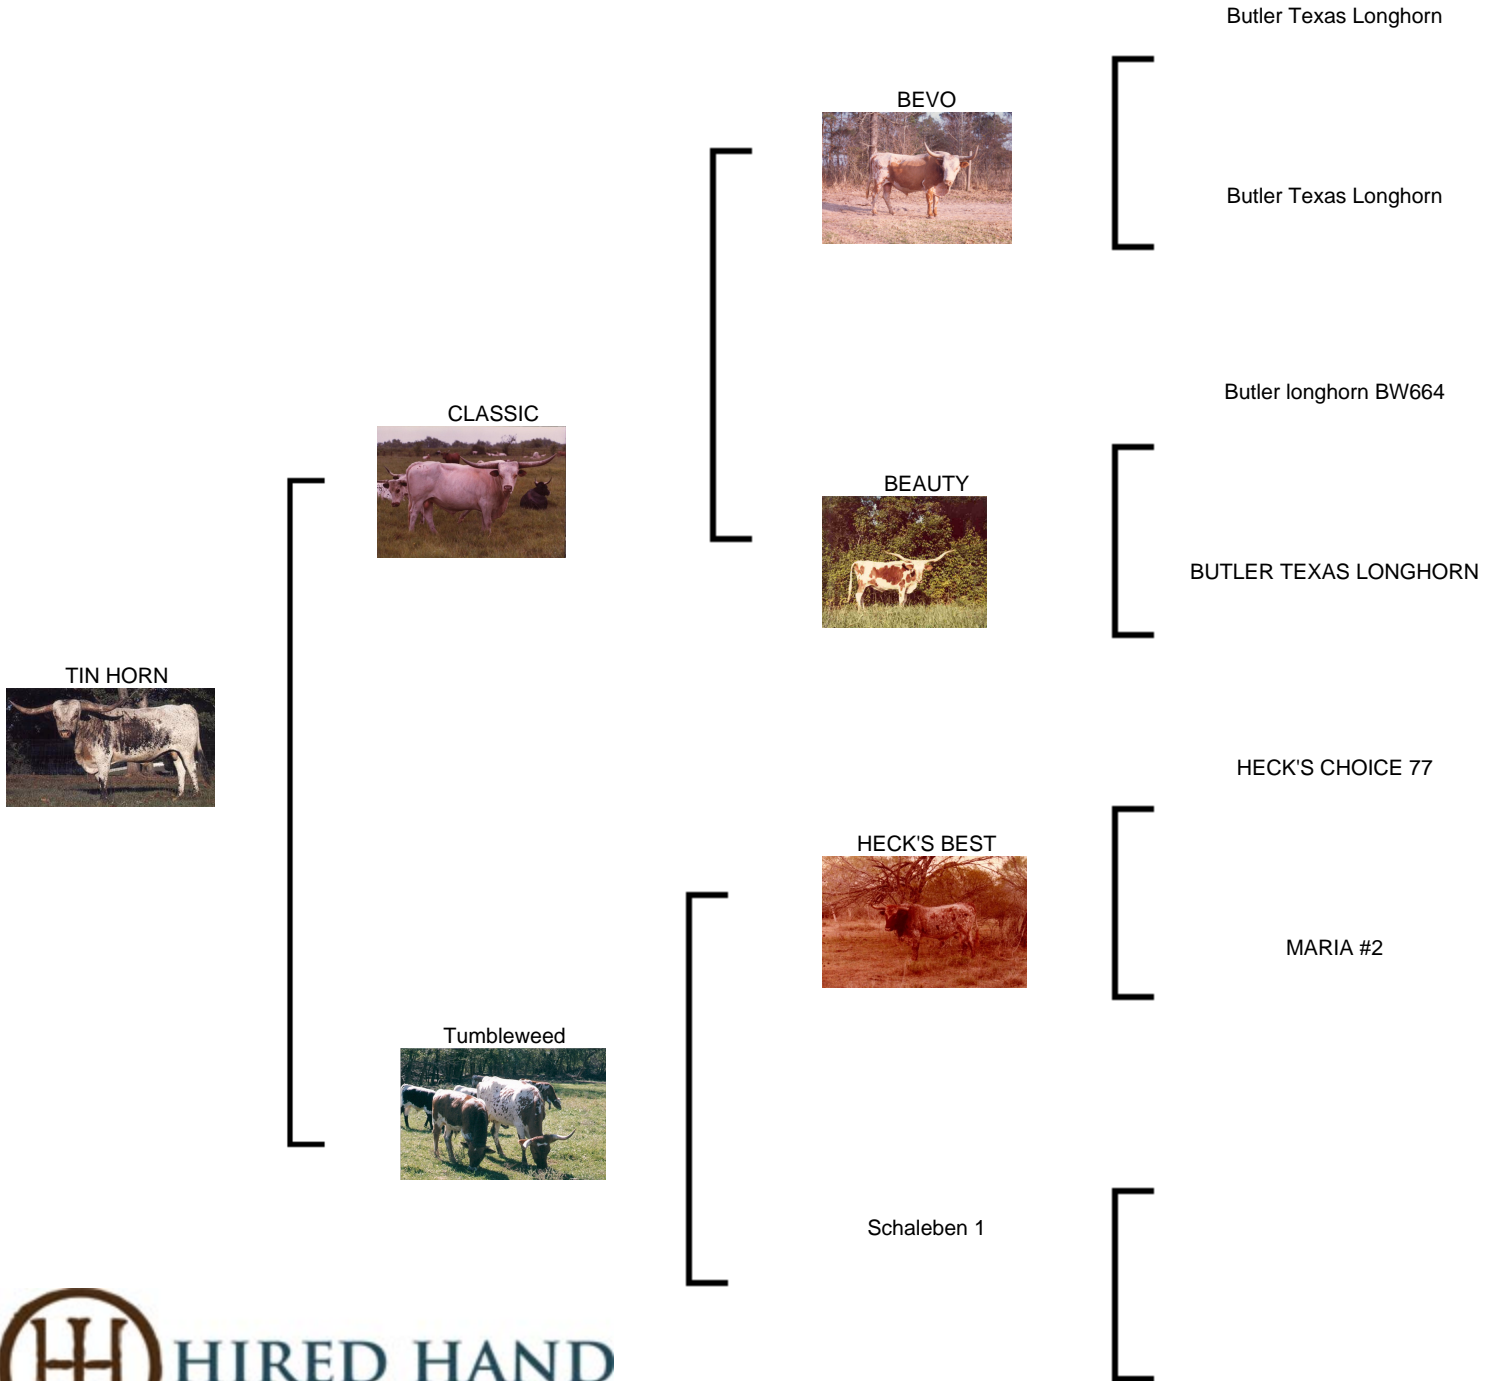 Butler Texas Longhorn
BEVO
Butler Texas Longhorn
Butler longhorn BW664
CLASSIC
BEAUTY
BUTLER TEXAS LONGHORN
TIN HORN
HECK'S CHOICE 77
HECK'S BEST
MARIA #2
Tumbleweed
Schaleben 1
HIRED HAND